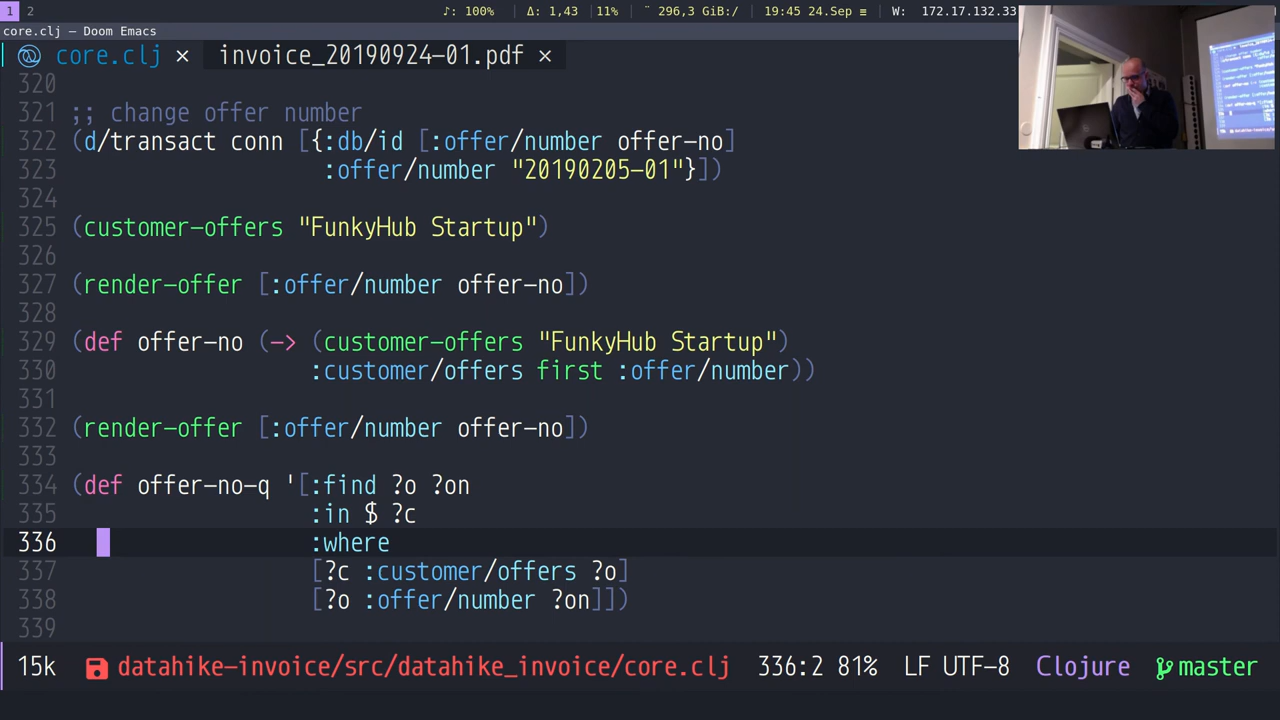 1 2 ♪: 100% Δ: 1,43 11% ¨ 296,3 GiB:/ 19:45 24.Sep ≡ W: 172.17.132.33
core.clj – Doom Emacs
core.clj × invoice_20190924-01.pdf ×
320
321 ;; change offer number
322 (d/transact conn [{:db/id [:offer/number offer-no]
323 :offer/number "20190205-01"}])
324
325 (customer-offers "FunkyHub Startup")
326
327 (render-offer [:offer/number offer-no])
328
329 (def offer-no (-> (customer-offers "FunkyHub Startup")
330 :customer/offers first :offer/number))
331
332 (render-offer [:offer/number offer-no])
333
334 (def offer-no-q '[:find ?o ?on
335 :in $ ?c
336 :where
337 [?c :customer/offers ?o]
338 [?o :offer/number ?on]])
339
15k datahike-invoice/src/datahike_invoice/core.clj 336:2 81% LF UTF-8 Clojure master